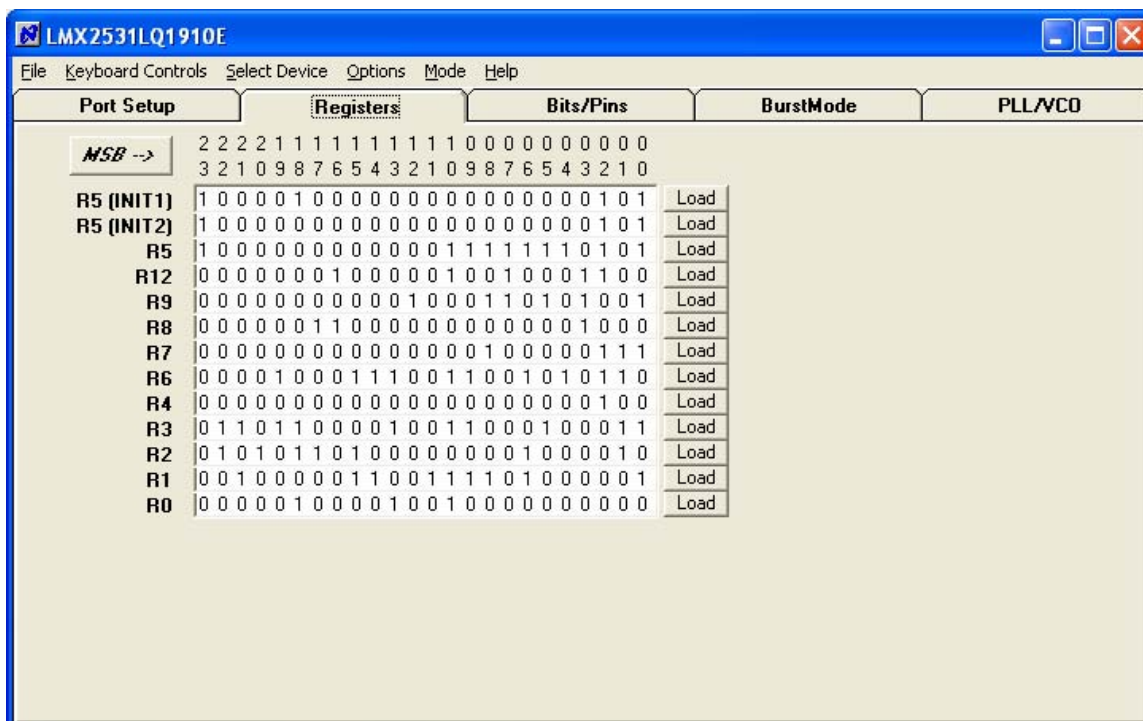 LMX2531LQ1910E
File Keyboard Controls Select Device Options Mode Help
Port Setup Registers Bits/Pins BurstMode PLL/VCO
MSB -->
2 2 2 2 1 1 1 1 1 1 1 1 1 1 0 0 0 0 0 0 0 0 0 0
3 2 1 0 9 8 7 6 5 4 3 2 1 0 9 8 7 6 5 4 3 2 1 0
R5 (INIT1) 1 0 0 0 0 1 0 0 0 0 0 0 0 0 0 0 0 0 0 0 0 1 0 1 Load
R5 (INIT2) 1 0 0 0 0 0 0 0 0 0 0 0 0 0 0 0 0 0 0 0 0 1 0 1 Load
R5 1 0 0 0 0 0 0 0 0 0 0 0 0 1 1 1 1 1 1 1 0 1 0 1 Load
R12 0 0 0 0 0 0 0 1 0 0 0 0 0 1 0 0 1 0 0 0 1 1 0 0 Load
R9 0 0 0 0 0 0 0 0 0 0 0 1 0 0 0 1 1 0 1 0 1 0 0 1 Load
R8 0 0 0 0 0 0 1 1 0 0 0 0 0 0 0 0 0 0 0 0 1 0 0 0 Load
R7 0 0 0 0 0 0 0 0 0 0 0 0 0 0 0 1 0 0 0 0 0 1 1 1 Load
R6 0 0 0 0 1 0 0 0 1 1 1 0 0 1 1 0 0 1 0 1 0 1 1 0 Load
R4 0 0 0 0 0 0 0 0 0 0 0 0 0 0 0 0 0 0 0 0 0 1 0 0 Load
R3 0 1 1 0 1 1 0 0 0 0 1 0 0 1 1 0 0 0 1 0 0 0 1 1 Load
R2 0 1 0 1 0 1 1 0 1 0 0 0 0 0 0 0 0 1 0 0 0 0 1 0 Load
R1 0 0 1 0 0 0 0 0 1 1 0 0 1 1 1 1 0 1 0 0 0 0 0 1 Load
R0 0 0 0 0 0 1 0 0 0 0 1 0 0 1 0 0 0 0 0 0 0 0 0 0 Load